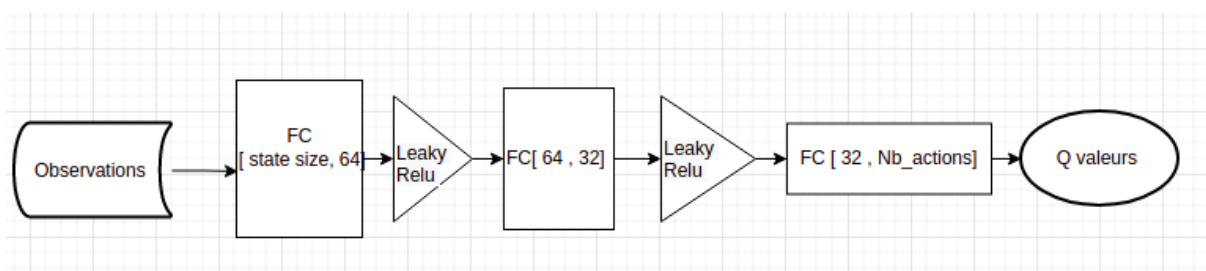 Observations
FC
[ state size, 64]
Leaky
Relu
FC[ 64 , 32]
Leaky
Relu
FC [ 32 , Nb_actions]
Q valeurs